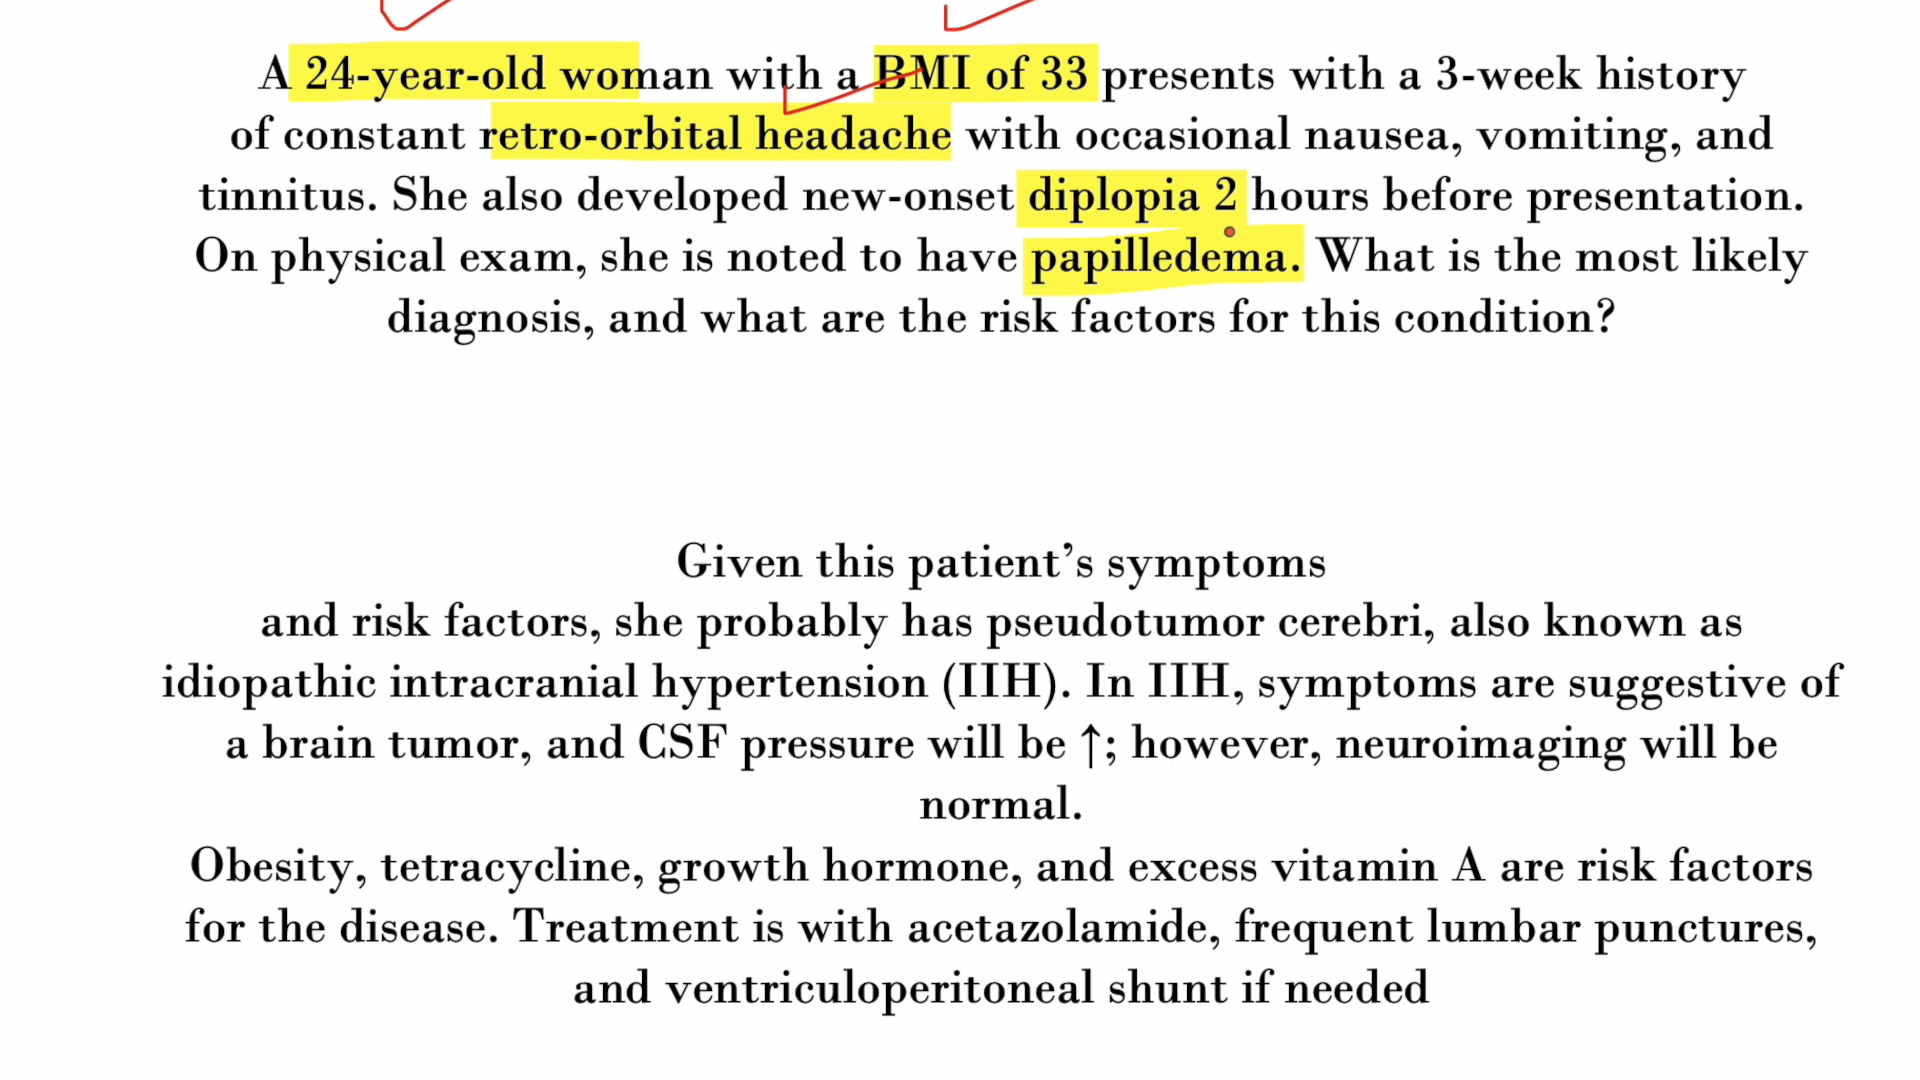 A 24-year-old woman with a BMI of 33 presents with a 3-week history
of constant retro-orbital headache with occasional nausea, vomiting, and
tinnitus. She also developed new-onset diplopia 2 hours before presentation.
On physical exam, she is noted to have papilledema. What is the most likely
diagnosis, and what are the risk factors for this condition?
Given this patient’s symptoms
and risk factors, she probably has pseudotumor cerebri, also known as
idiopathic intracranial hypertension (IIH). In IIH, symptoms are suggestive of
a brain tumor, and CSF pressure will be ↑; however, neuroimaging will be
normal.
Obesity, tetracycline, growth hormone, and excess vitamin A are risk factors
for the disease. Treatment is with acetazolamide, frequent lumbar punctures,
and ventriculoperitoneal shunt if needed